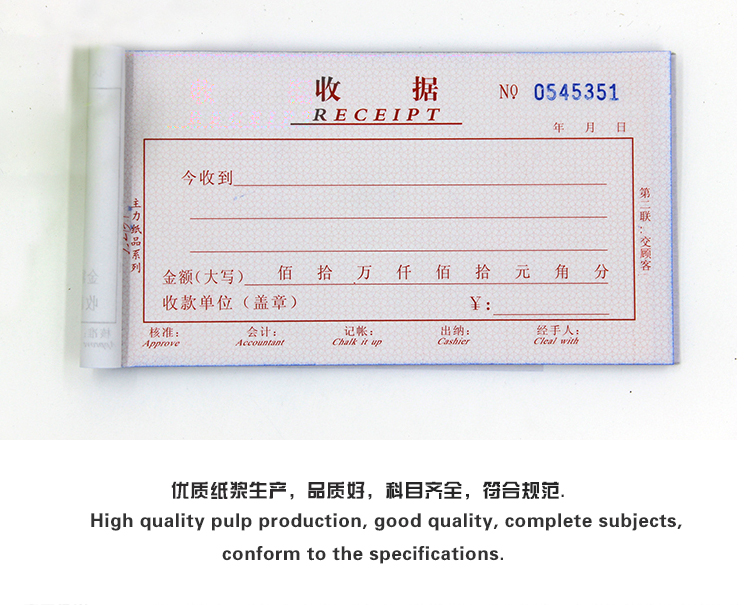 收 据
RECEIPT
NO 0545351
年 月 日
今收到
金额(大写) 佰 拾 万 仟 佰 拾 元 角 分
收款单位(盖章) ¥:
核准: 会计: 记帐: 出纳: 经手人:
Approve Accountant Chalk it up Cashier Cleal with
主力纸品系列
第二联:交顾客
优质纸浆生产，品质好，科目齐全，符合规范.
High quality pulp production, good quality, complete subjects,
conform to the specifications.